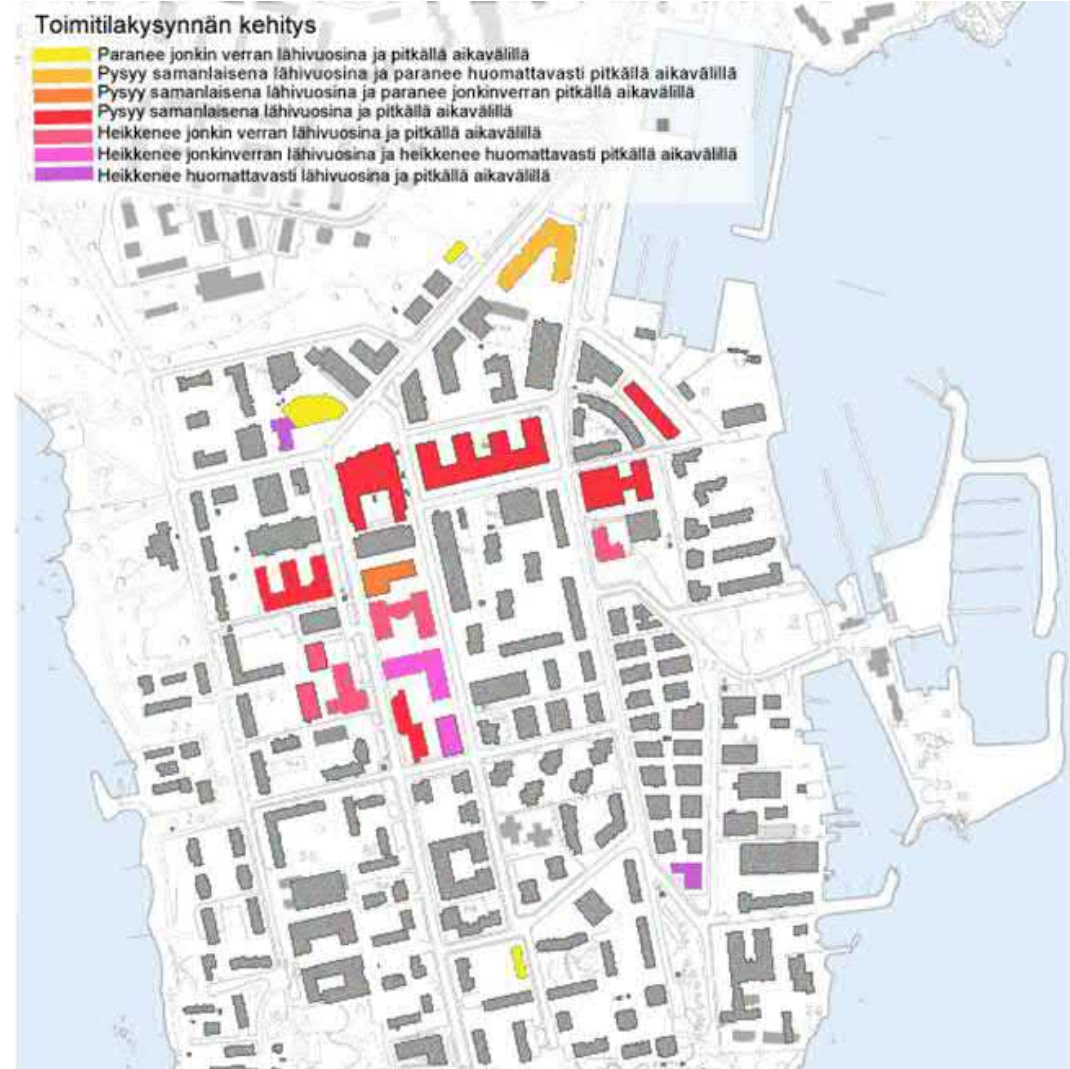 Toimitilakysynnän kehitys
Paranee jonkin verran lähivuosina ja pitkällä aikavälillä
Pysyy samanlaisena lähivuosina ja paranee huomattavasti pitkällä aikavälillä
Pysyy samanlaisena lähivuosina ja paranee jonkinverran pitkällä aikavälillä
Pysyy samanlaisena lähivuosina ja pitkällä aikavälillä
Heikkenee jonkin verran lähivuosina ja pitkällä aikavälillä
Heikkenee jonkinverran lähivuosina ja heikkenee huomattavasti pitkällä aikavälillä
Heikkenee huomattavasti lähivuosina ja pitkällä aikavälillä